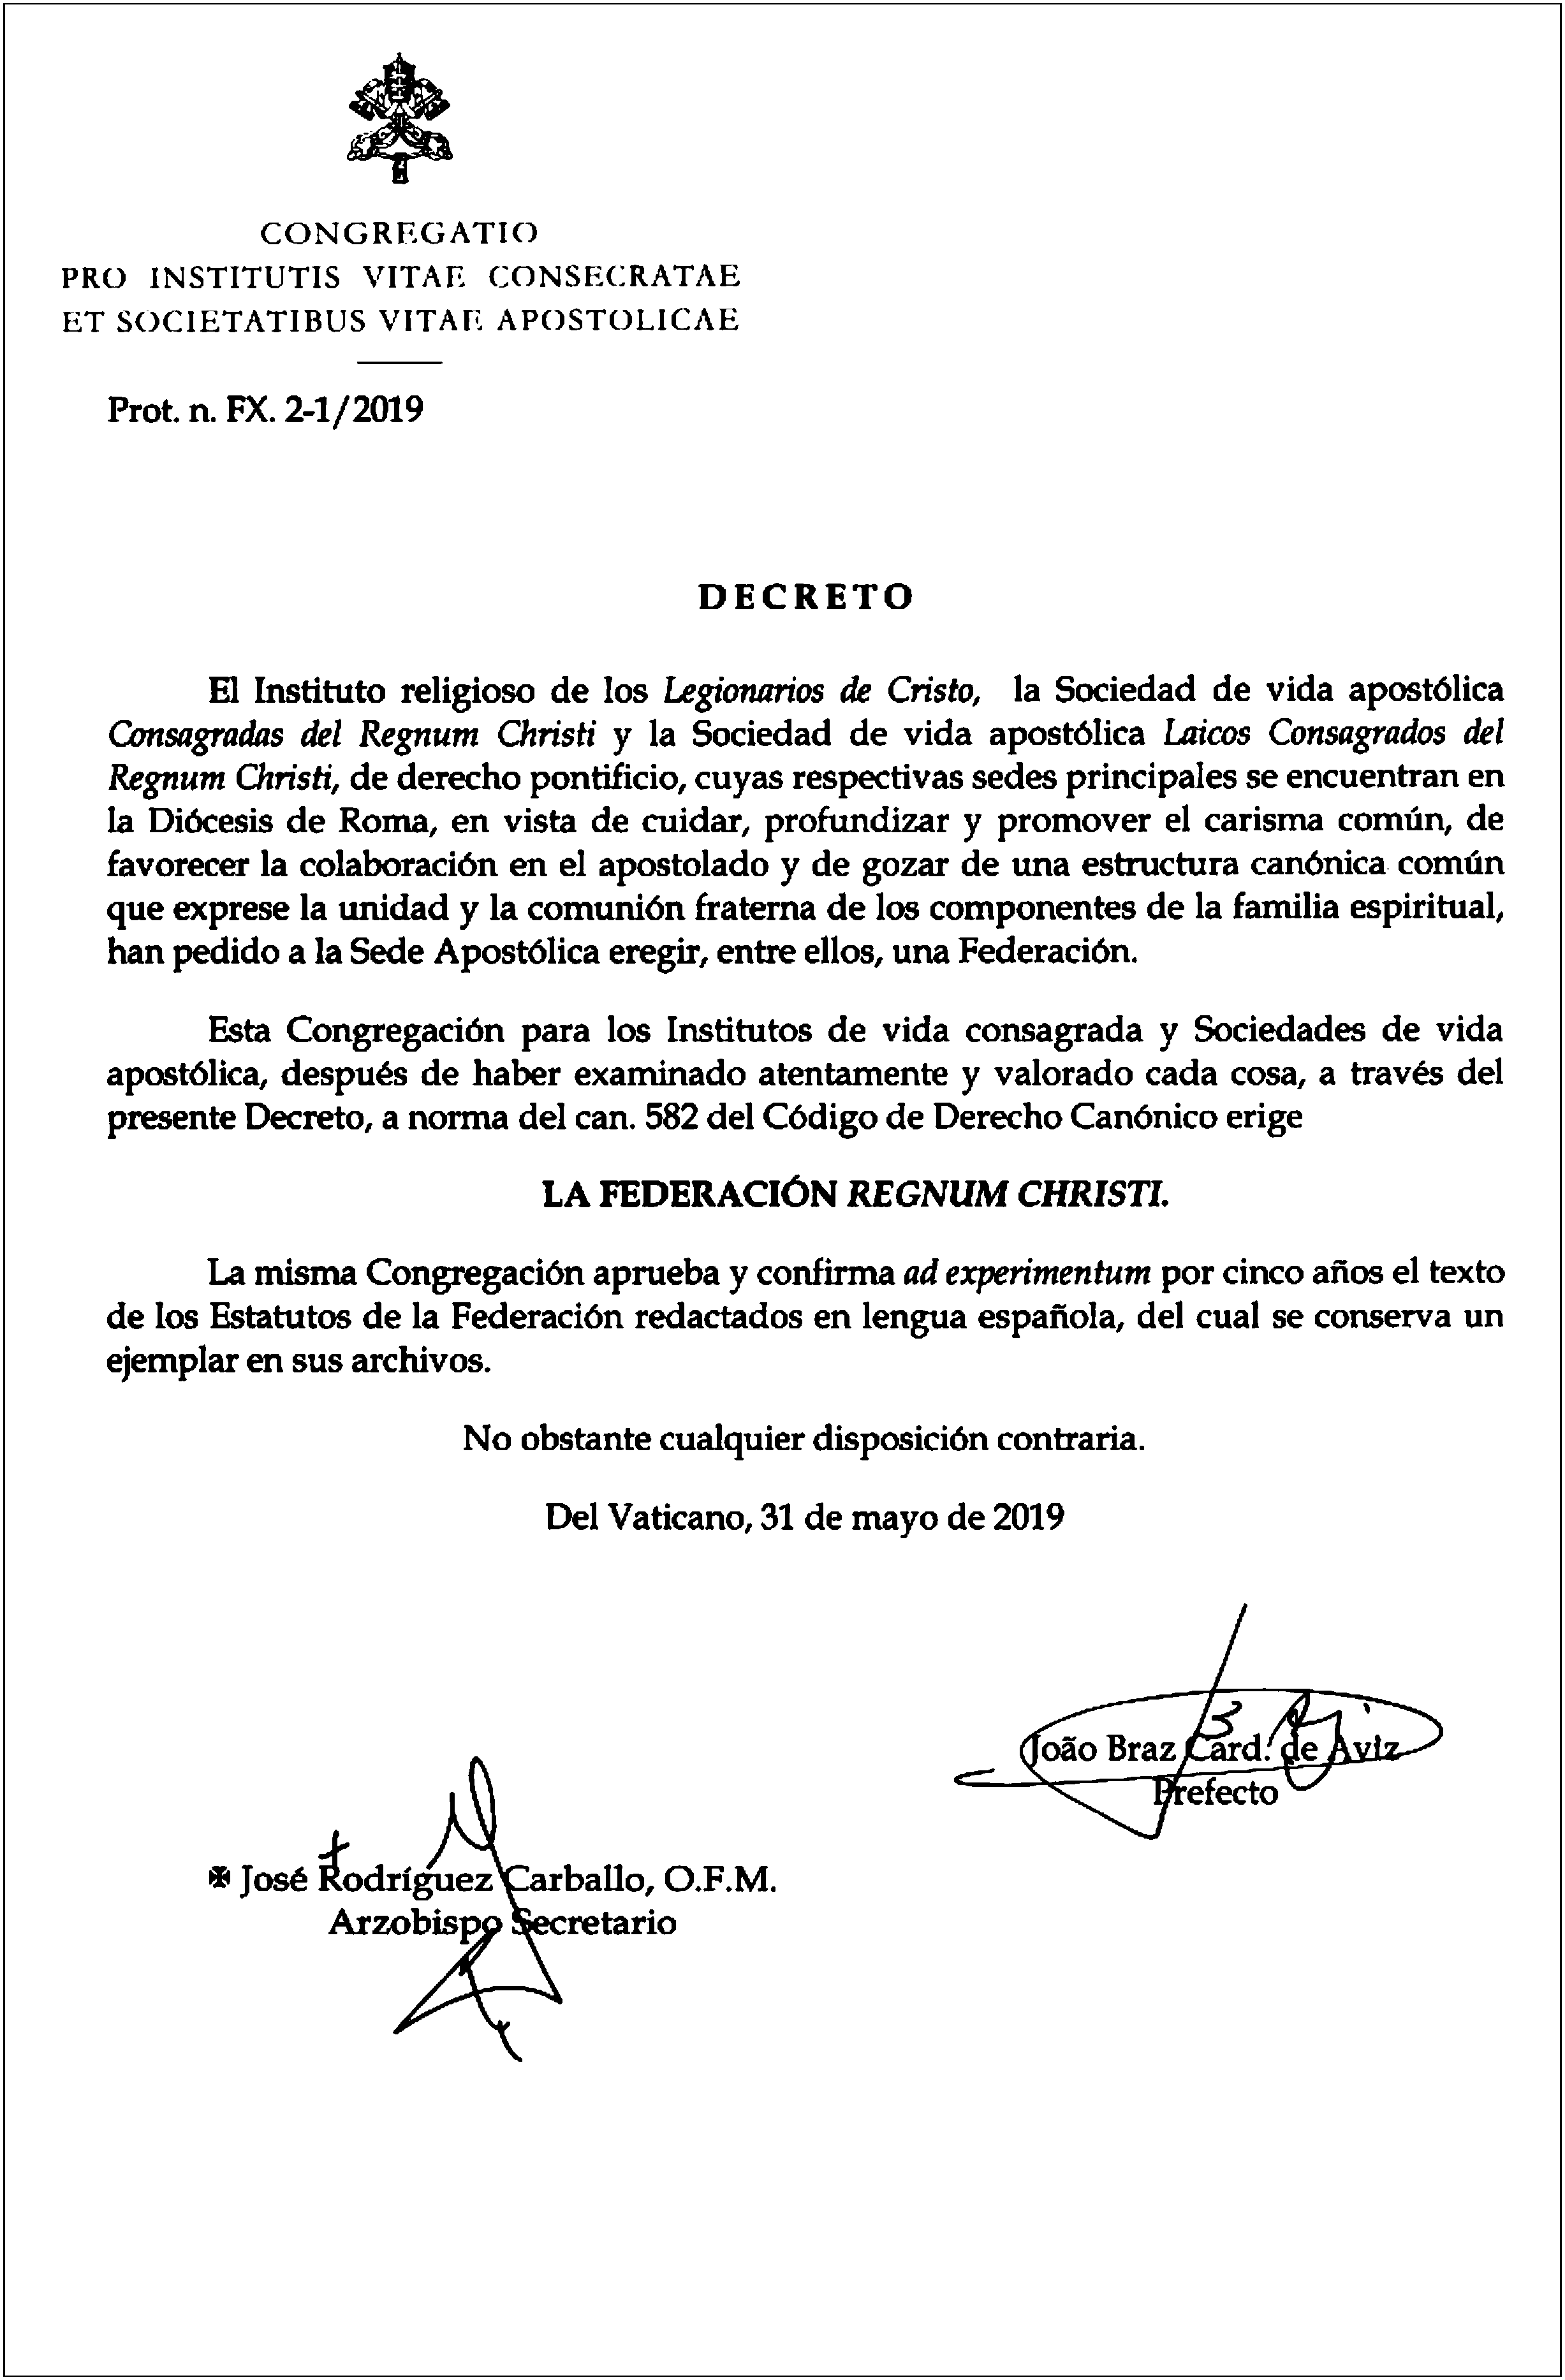 CONGREGATIO
PRO INSTITUTIS VITAE CONSECRATAE
ET SOCIETATIBUS VITAE APOSTOLICAE
Prot. n. FX. 2-1/2019
DECRETO
El Instituto religioso de los Legionarios de Cristo, la Sociedad de vida apostólica
Consagradas del Regnum Christi y la Sociedad de vida apostólica Laicos Consagrados del
Regnum Christi, de derecho pontificio, cuyas respectivas sedes principales se encuentran en
la Diócesis de Roma, en vista de cuidar, profundizar y promover el carisma común, de
favorecer la colaboración en el apostolado y de gozar de una estructura canónica común
que exprese la unidad y la comunión fraterna de los componentes de la familia espiritual,
han pedido a la Sede Apostólica eregir, entre ellos, una Federación.
Esta Congregación para los Institutos de vida consagrada y Sociedades de vida
apostólica, después de haber examinado atentamente y valorado cada cosa, a través del
presente Decreto, a norma del can. 582 del Código de Derecho Canónico erige
LA FEDERACIÓN REGNUM CHRISTI.
La misma Congregación aprueba y confirma ad experimentum por cinco años el texto
de los Estatutos de la Federación redactados en lengua española, del cual se conserva un
ejemplar en sus archivos.
No obstante cualquier disposición contraria.
Del Vaticano, 31 de mayo de 2019
João Braz Card. de Aviz
Prefecto
✠ José Rodríguez Carballo, O.F.M.
Arzobispo Secretario